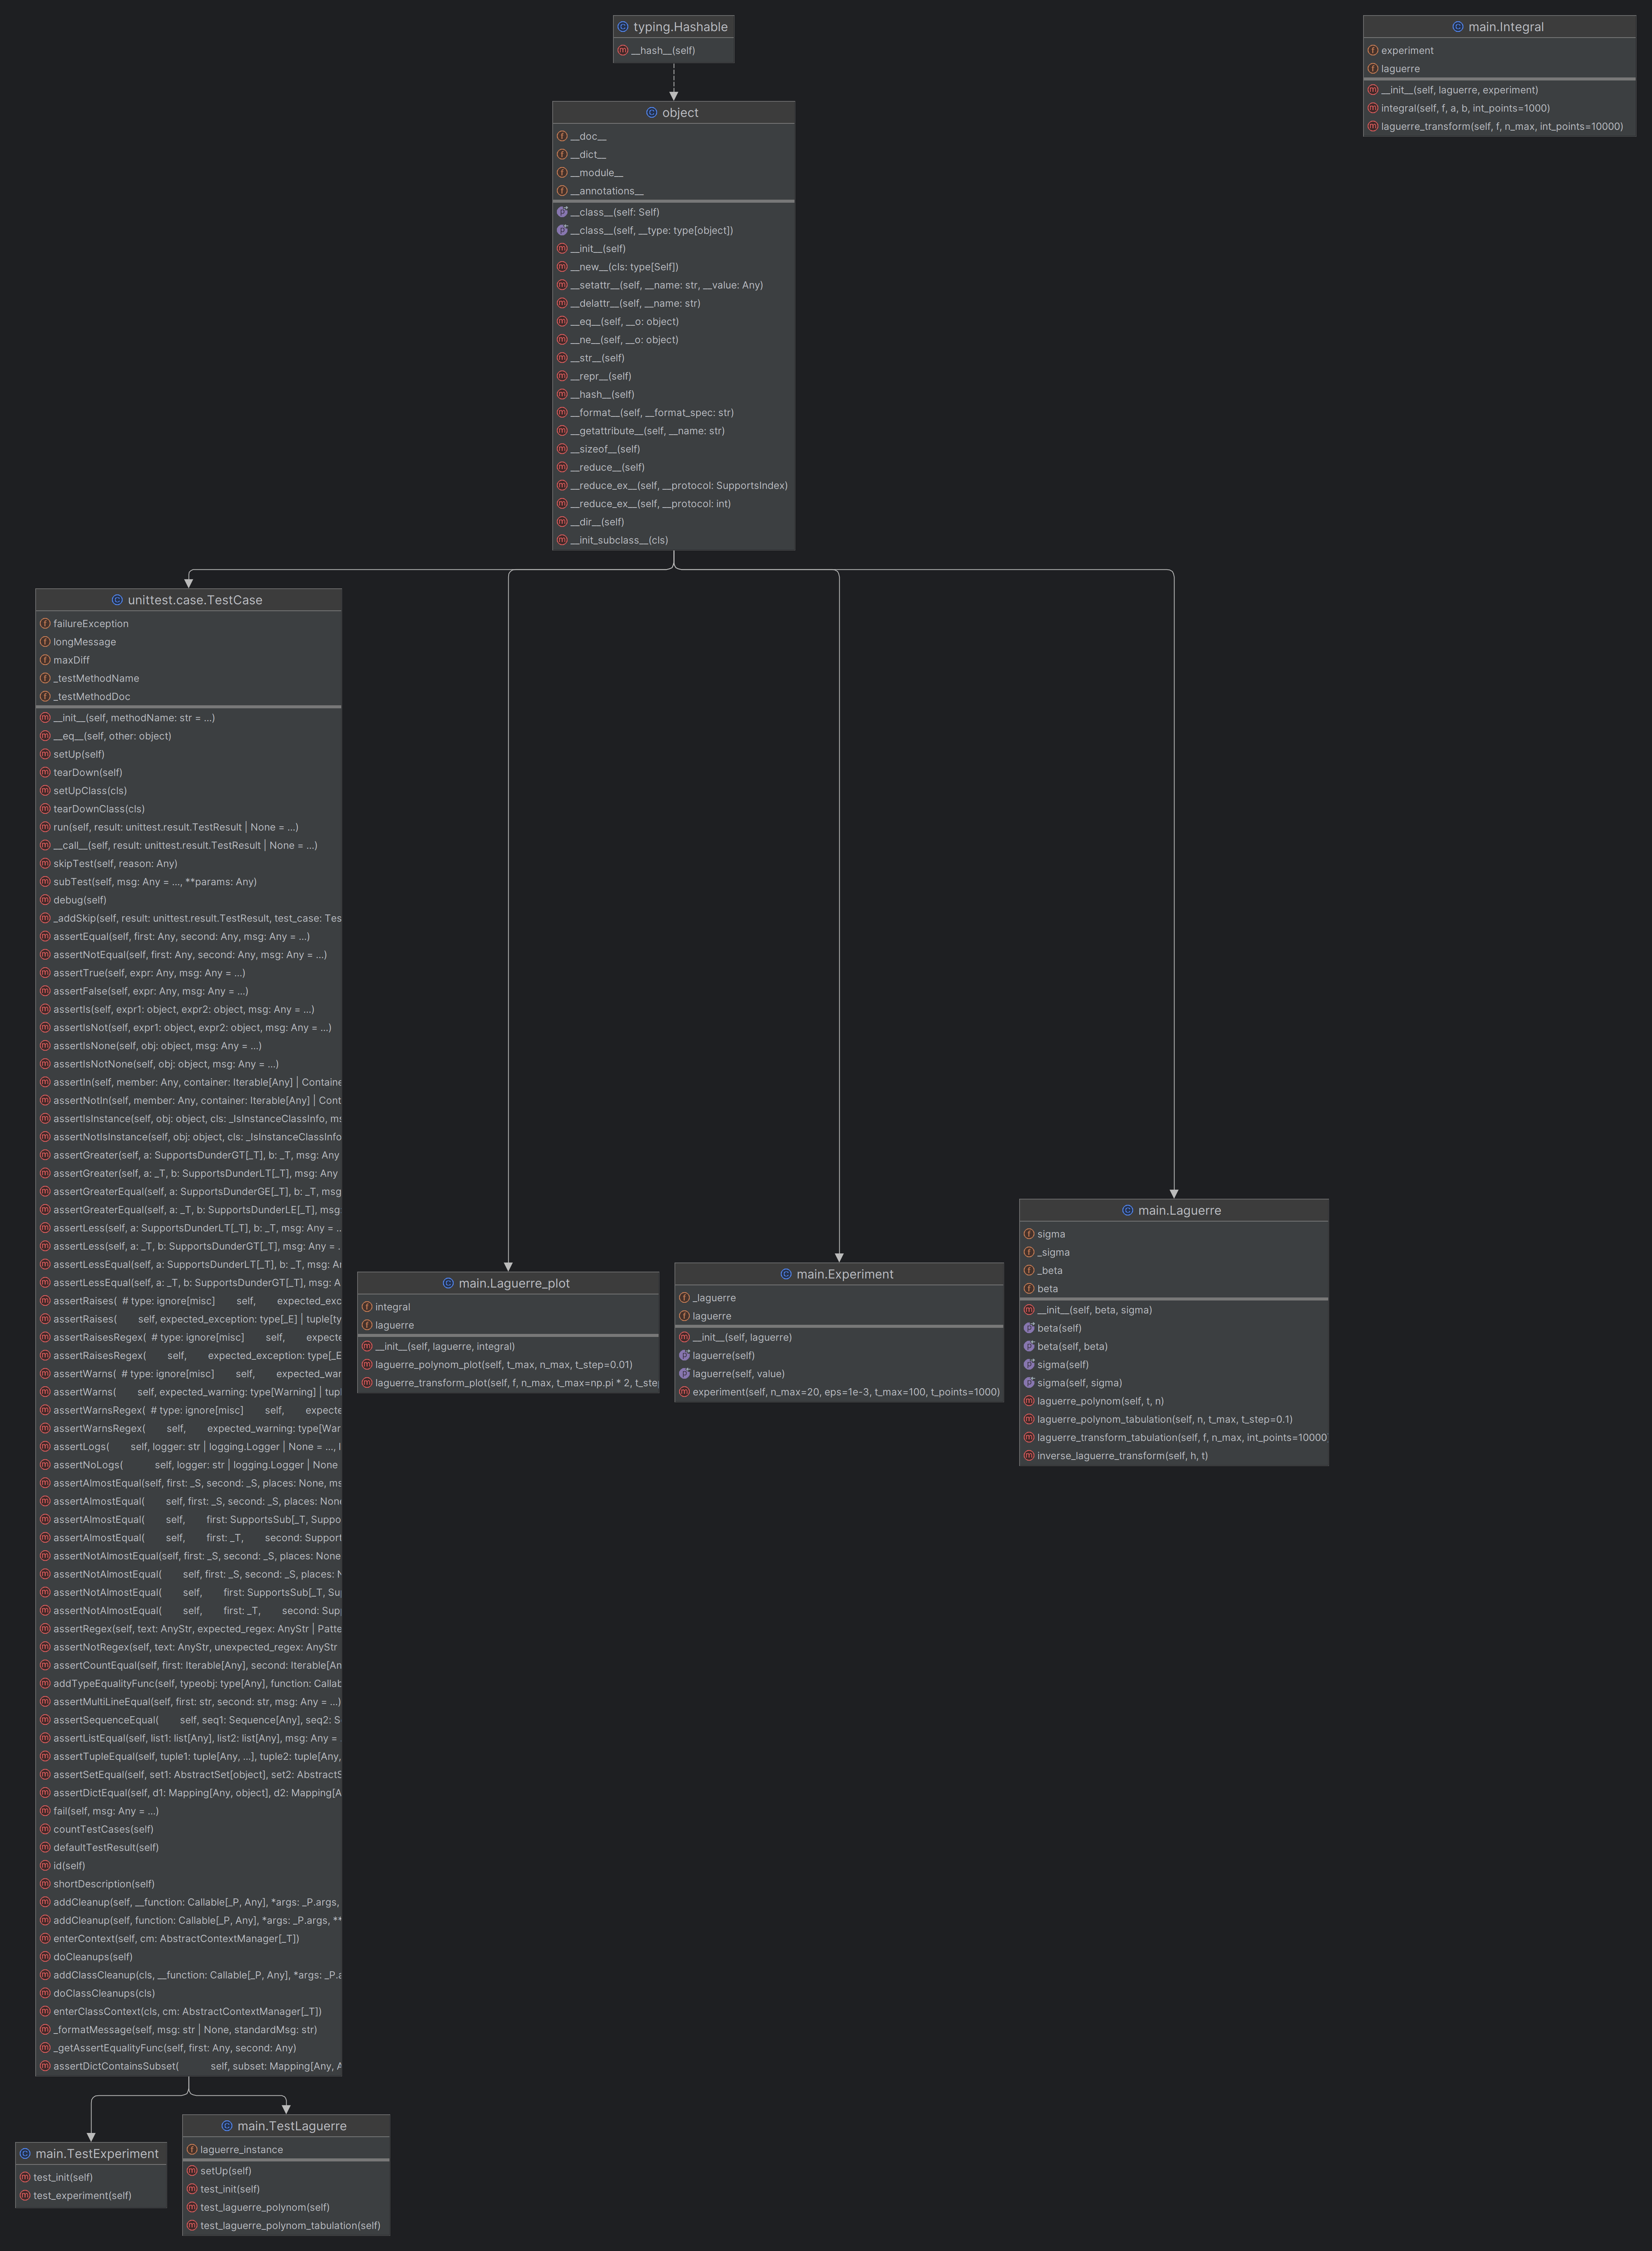 typing.Hashable
__hash__(self)
main.Integral
experiment
laguerre
__init__(self, laguerre, experiment)
integral(self, f, a, b, int_points=1000)
laguerre_transform(self, f, n_max, int_points=10000)
object
__doc__
__dict__
__module__
__annotations__
__class__(self: Self)
__class__(self, __type: type[object])
__init__(self)
__new__(cls: type[Self])
__setattr__(self, __name: str, __value: Any)
__delattr__(self, __name: str)
__eq__(self, __o: object)
__ne__(self, __o: object)
__str__(self)
__repr__(self)
__hash__(self)
__format__(self, __format_spec: str)
__getattribute__(self, __name: str)
__sizeof__(self)
__reduce__(self)
__reduce_ex__(self, __protocol: SupportsIndex)
__reduce_ex__(self, __protocol: int)
__dir__(self)
__init_subclass__(cls)
unittest.case.TestCase
failureException
longMessage
maxDiff
_testMethodName
_testMethodDoc
__init__(self, methodName: str = ...)
__eq__(self, other: object)
setUp(self)
tearDown(self)
setUpClass(cls)
tearDownClass(cls)
run(self, result: unittest.result.TestResult | None = ...)
__call__(self, result: unittest.result.TestResult | None = ...)
skipTest(self, reason: Any)
subTest(self, msg: Any = ..., **params: Any)
debug(self)
_addSkip(self, result: unittest.result.TestResult, test_case: Tes
assertEqual(self, first: Any, second: Any, msg: Any = ...)
assertNotEqual(self, first: Any, second: Any, msg: Any = ...)
assertTrue(self, expr: Any, msg: Any = ...)
assertFalse(self, expr: Any, msg: Any = ...)
assertIs(self, expr1: object, expr2: object, msg: Any = ...)
assertIsNot(self, expr1: object, expr2: object, msg: Any = ...)
assertIsNone(self, obj: object, msg: Any = ...)
assertIsNotNone(self, obj: object, msg: Any = ...)
assertIn(self, member: Any, container: Iterable[Any] | Containe
assertNotIn(self, member: Any, container: Iterable[Any] | Cont
assertIsInstance(self, obj: object, cls: _IsInstanceClassInfo, ms
assertNotIsInstance(self, obj: object, cls: _IsInstanceClassInfo
assertGreater(self, a: SupportsDunderGT[_T], b: _T, msg: Any
assertGreater(self, a: _T, b: SupportsDunderLT[_T], msg: Any
assertGreaterEqual(self, a: SupportsDunderGE[_T], b: _T, msg
assertGreaterEqual(self, a: _T, b: SupportsDunderLE[_T], msg
assertLess(self, a: SupportsDunderLT[_T], b: _T, msg: Any = ...
assertLess(self, a: _T, b: SupportsDunderGT[_T], msg: Any = .
assertLessEqual(self, a: SupportsDunderLT[_T], b: _T, msg: Ar
assertLessEqual(self, a: _T, b: SupportsDunderGT[_T], msg: A
assertRaises( # type: ignore[misc] self, expected_exc
assertRaises( self, expected_exception: type[_E] | tuple[ty
assertRaisesRegex( # type: ignore[misc] self, expecte
assertRaisesRegex( self, expected_exception: type[_E
assertWarns( # type: ignore[misc] self, expected_war
assertWarns( self, expected_warning: type[Warning] | tupl
assertWarnsRegex( # type: ignore[misc] self, expecte
assertWarnsRegex( self, expected_warning: type[War
assertLogs( self, logger: str | logging.Logger | None = ..., l
assertNoLogs( self, logger: str | logging.Logger | None
assertAlmostEqual(self, first: _S, second: _S, places: None, ms
assertAlmostEqual( self, first: _S, second: _S, places: None
assertAlmostEqual( self, first: SupportsSub[_T, Suppo
assertAlmostEqual( self, first: _T, second: Support
assertNotAlmostEqual(self, first: _S, second: _S, places: None
assertNotAlmostEqual( self, first: _S, second: _S, places: N
assertNotAlmostEqual( self, first: SupportsSub[_T, Su
assertNotAlmostEqual( self, first: _T, second: Supp
assertRegex(self, text: AnyStr, expected_regex: AnyStr | Patte
assertNotRegex(self, text: AnyStr, unexpected_regex: AnyStr
assertCountEqual(self, first: Iterable[Any], second: Iterable[An
addTypeEqualityFunc(self, typeobj: type[Any], function: Callab
assertMultiLineEqual(self, first: str, second: str, msg: Any = ...)
assertSequenceEqual( self, seq1: Sequence[Any], seq2: S
assertListEqual(self, list1: list[Any], list2: list[Any], msg: Any = .
assertTupleEqual(self, tuple1: tuple[Any, ...], tuple2: tuple[Any,
assertSetEqual(self, set1: AbstractSet[object], set2: AbstractS
assertDictEqual(self, d1: Mapping[Any, object], d2: Mapping[A
fail(self, msg: Any = ...)
countTestCases(self)
defaultTestResult(self)
id(self)
shortDescription(self)
addCleanup(self, __function: Callable[_P, Any], *args: _P.args,
addCleanup(self, function: Callable[_P, Any], *args: _P.args, **
enterContext(self, cm: AbstractContextManager[_T])
doCleanups(self)
addClassCleanup(cls, __function: Callable[_P, Any], *args: _P.a
doClassCleanups(cls)
enterClassContext(cls, cm: AbstractContextManager[_T])
_formatMessage(self, msg: str | None, standardMsg: str)
_getAssertEqualityFunc(self, first: Any, second: Any)
assertDictContainsSubset( self, subset: Mapping[Any, A
main.Laguerre_plot
integral
laguerre
__init__(self, laguerre, integral)
laguerre_polynom_plot(self, t_max, n_max, t_step=0.01)
laguerre_transform_plot(self, f, n_max, t_max=np.pi * 2, t_ste
main.Experiment
_laguerre
laguerre
__init__(self, laguerre)
laguerre(self)
laguerre(self, value)
experiment(self, n_max=20, eps=1e-3, t_max=100, t_points=1000)
main.Laguerre
sigma
_sigma
_beta
beta
__init__(self, beta, sigma)
beta(self)
beta(self, beta)
sigma(self)
sigma(self, sigma)
laguerre_polynom(self, t, n)
laguerre_polynom_tabulation(self, n, t_max, t_step=0.1)
laguerre_transform_tabulation(self, f, n_max, int_points=10000
inverse_laguerre_transform(self, h, t)
main.TestExperiment
test_init(self)
test_experiment(self)
main.TestLaguerre
laguerre_instance
setUp(self)
test_init(self)
test_laguerre_polynom(self)
test_laguerre_polynom_tabulation(self)